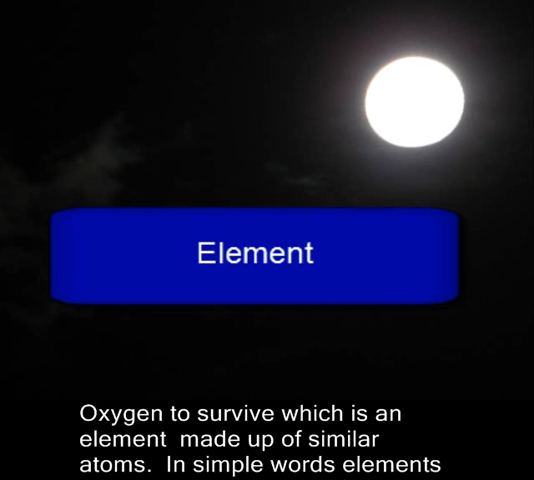 Element
Oxygen to survive which is an
element  made up of similar
atoms.  In simple words elements